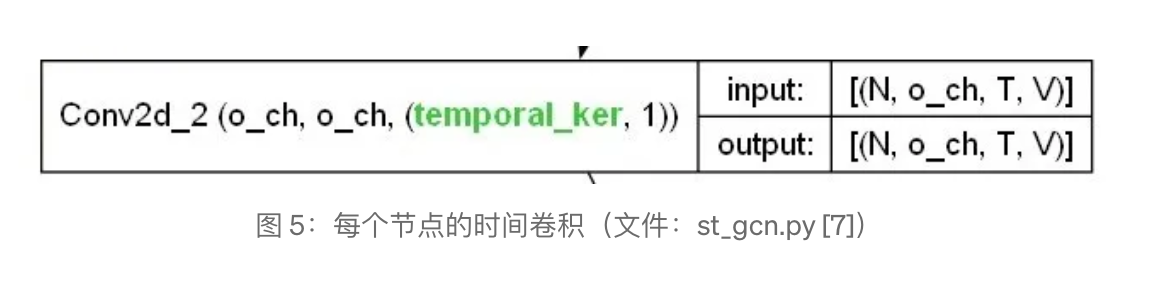 Conv2d_2 (o_ch, o_ch, (temporal_ker, 1))
input:
[(N, o_ch, T, V)]
output:
[(N, o_ch, T, V)]
图 5：每个节点的时间卷积（文件：st_gcn.py [7]）